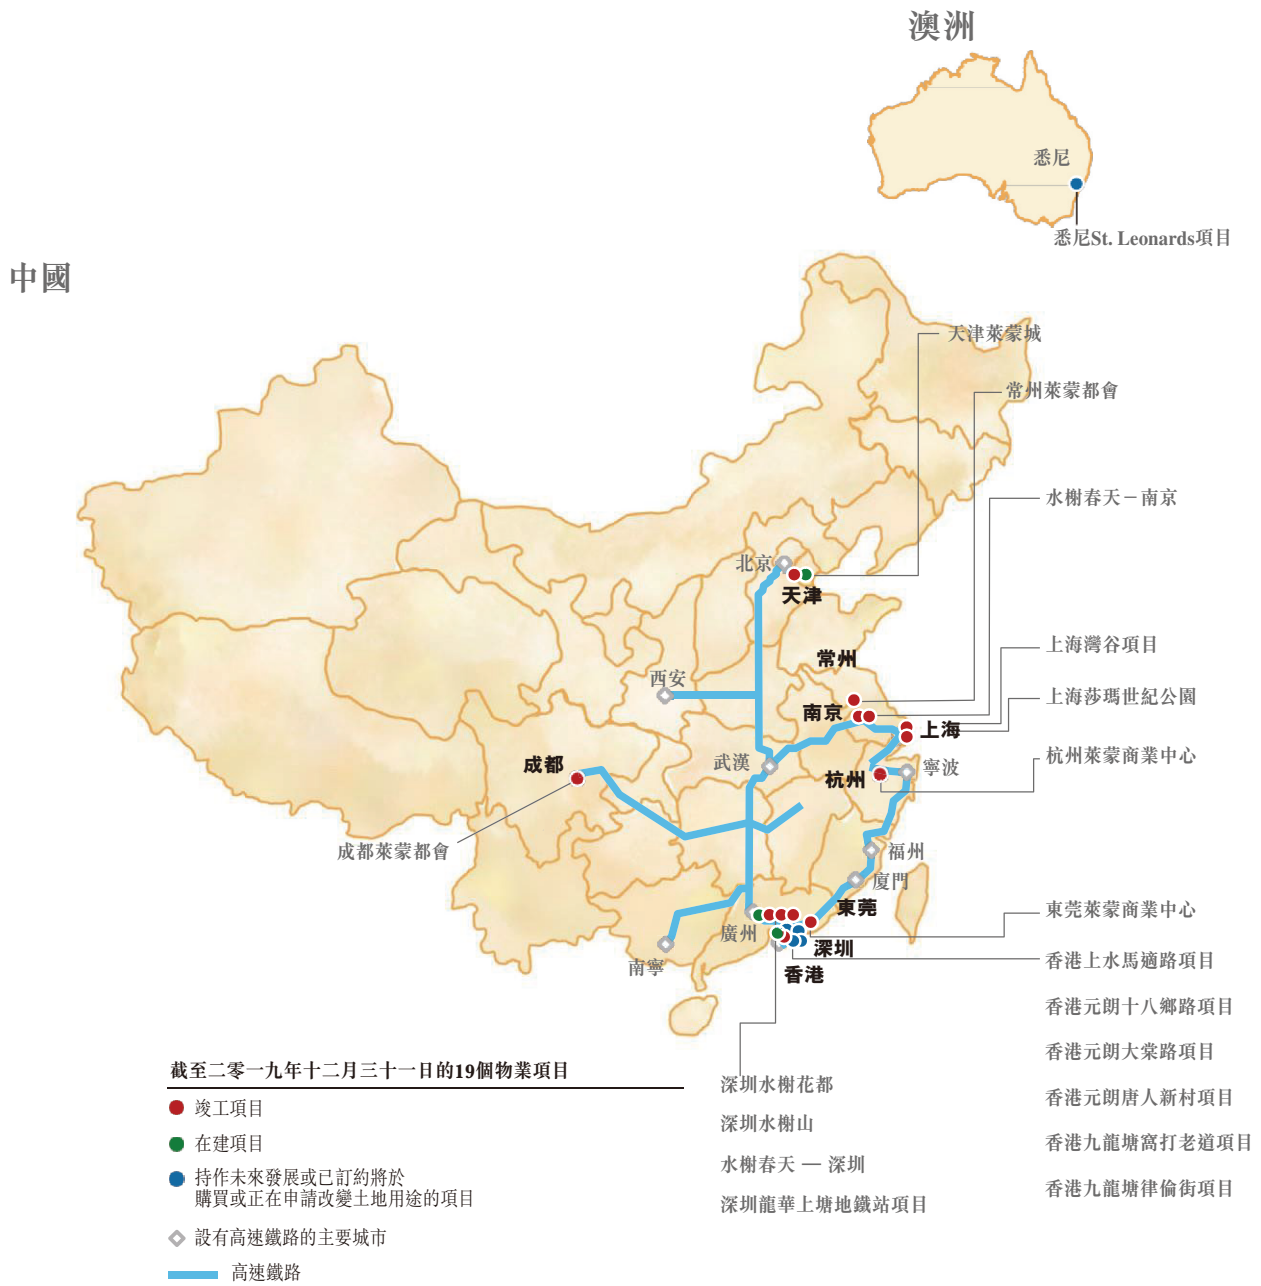 澳洲
悉尼
悉尼St. Leonards項目
中國
天津萊蒙城
常州萊蒙都會
水榭春天－南京
北京
天津
常州
上海灣谷項目
西安
上海莎瑪世紀公園
南京
上海
杭州萊蒙商業中心
武漢
成都
杭州
寧波
成都萊蒙都會
福州
廈門
東莞
東莞萊蒙商業中心
廣州
深圳
香港上水馬適路項目
南寧
香港
香港元朗十八鄉路項目
香港元朗大棠路項目
香港元朗唐人新村項目
香港九龍塘窩打老道項目
香港九龍塘律倫街項目
深圳水榭花都
深圳水榭山
水榭春天 — 深圳
深圳龍華上塘地鐵站項目
截至二零一九年十二月三十一日的19個物業項目
竣工項目
在建項目
持作未來發展或已訂約將於
購買或正在申請改變土地用途的項目
設有高速鐵路的主要城市
高速鐵路